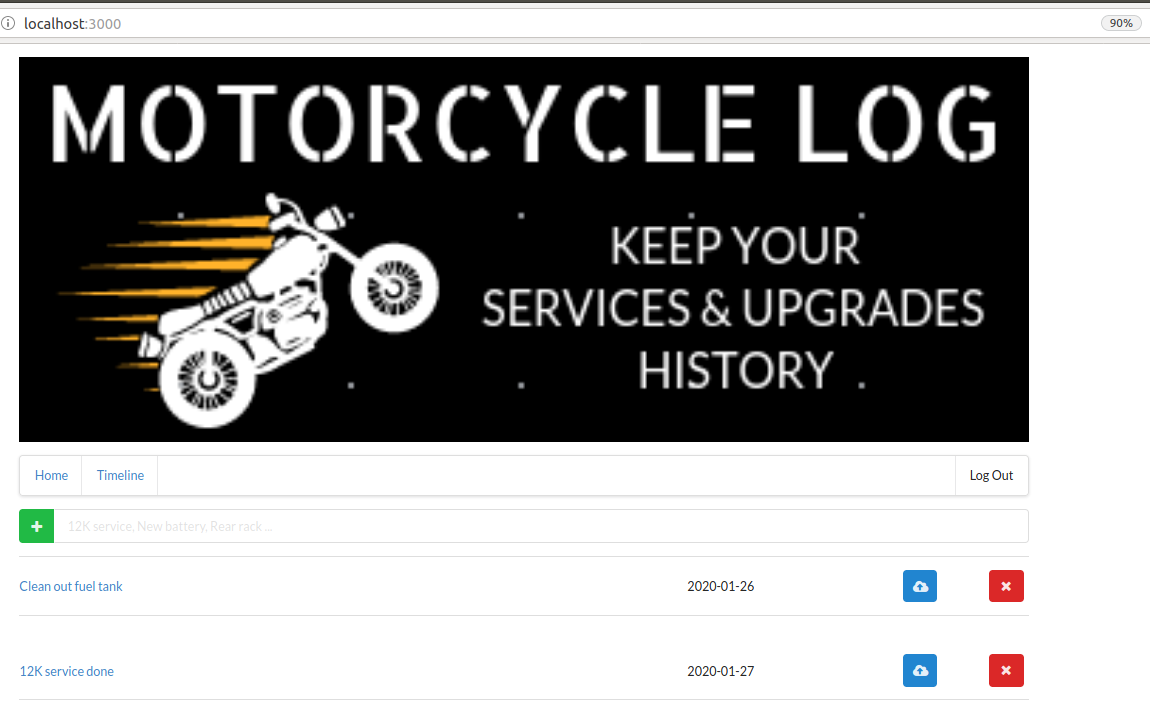 localhost:3000
90%
MOTORCYCLE LOG
KEEP YOUR
SERVICES & UPGRADES
HISTORY
Home
Timeline
Log Out
12K service, New battery, Rear rack ...
Clean out fuel tank
2020-01-26
12K service done
2020-01-27